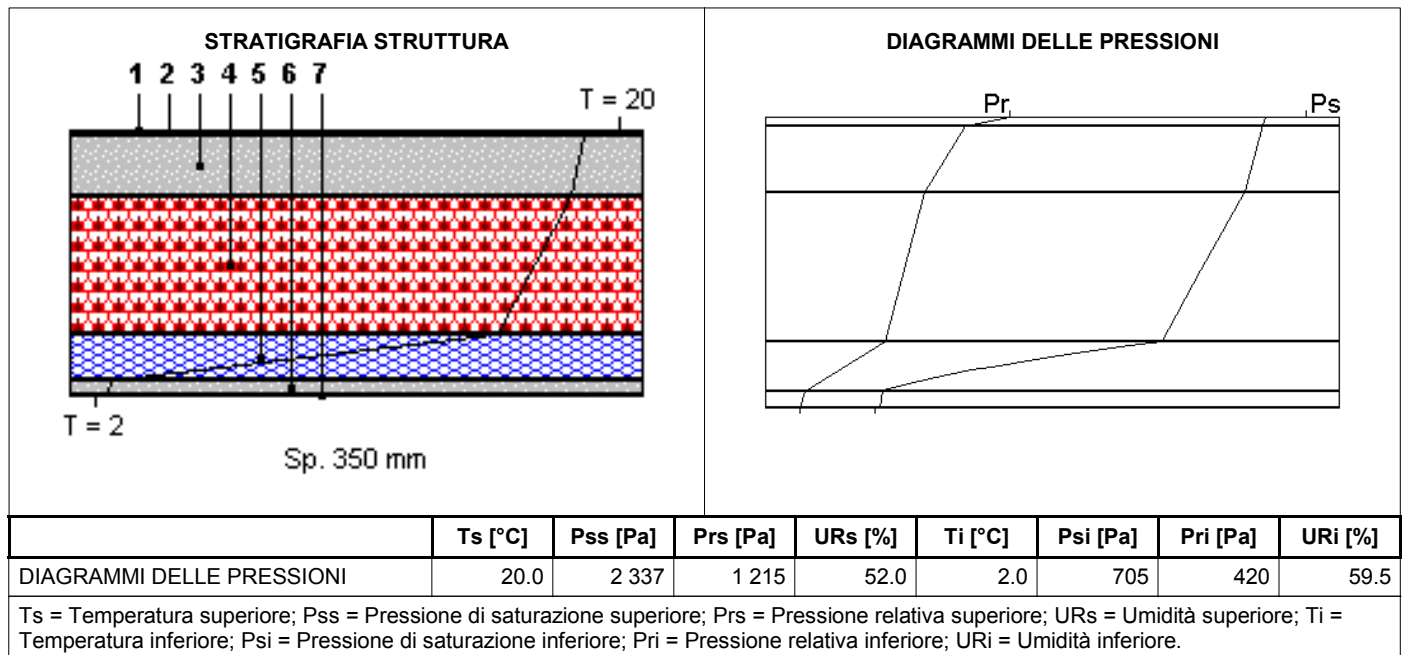 STRATIGRAFIA STRUTTURA
1 2 3 4 5 6 7
T = 20
T = 2
Sp. 350 mm
DIAGRAMMI DELLE PRESSIONI
Pr Ps
Ts [°C] Pss [Pa] Prs [Pa] URs [%] Ti [°C] Psi [Pa] Pri [Pa] URi [%]
DIAGRAMMI DELLE PRESSIONI 20.0 2 337 1 215 52.0 2.0 705 420 59.5
Ts = Temperatura superiore; Pss = Pressione di saturazione superiore; Prs = Pressione relativa superiore; URs = Umidità superiore; Ti =
Temperatura inferiore; Psi = Pressione di saturazione inferiore; Pri = Pressione relativa inferiore; URi = Umidità inferiore.